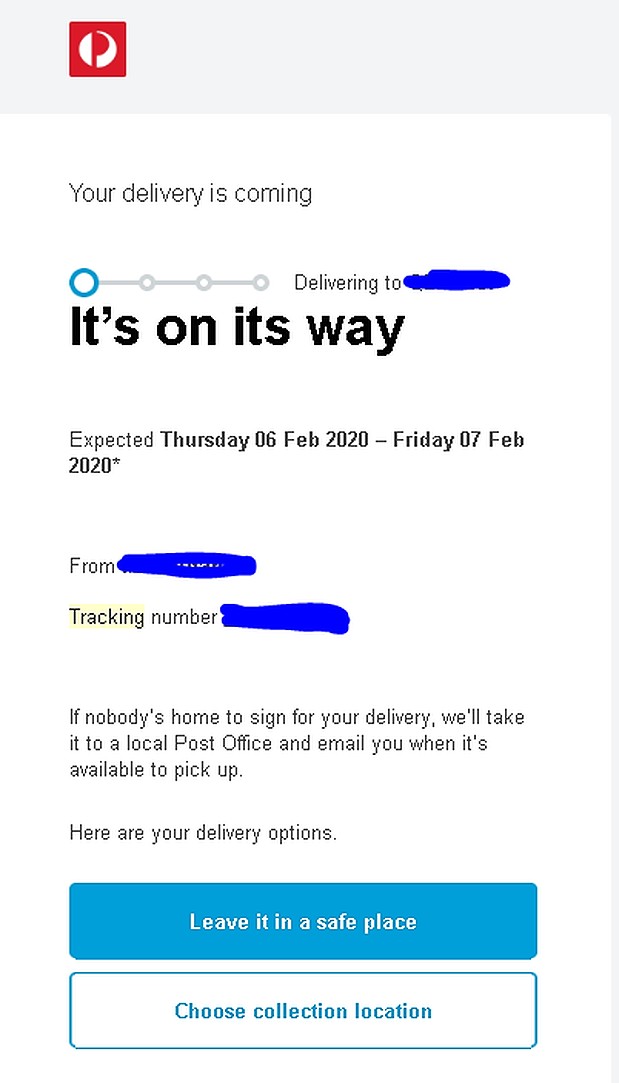 Your delivery is coming
Delivering to
It's on its way
Expected Thursday 06 Feb 2020 – Friday 07 Feb
2020*
From
Tracking number
If nobody's home to sign for your delivery, we'll take
it to a local Post Office and email you when it's
available to pick up.
Here are your delivery options.
Leave it in a safe place
Choose collection location